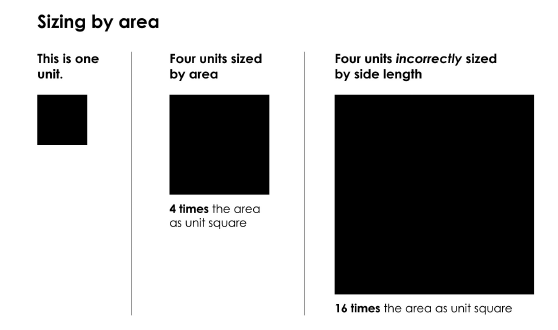 Sizing by area
This is one
unit.
Four units sized
by area
4 times the area
as unit square
Four units incorrectly sized
by side length
16 times the area as unit square